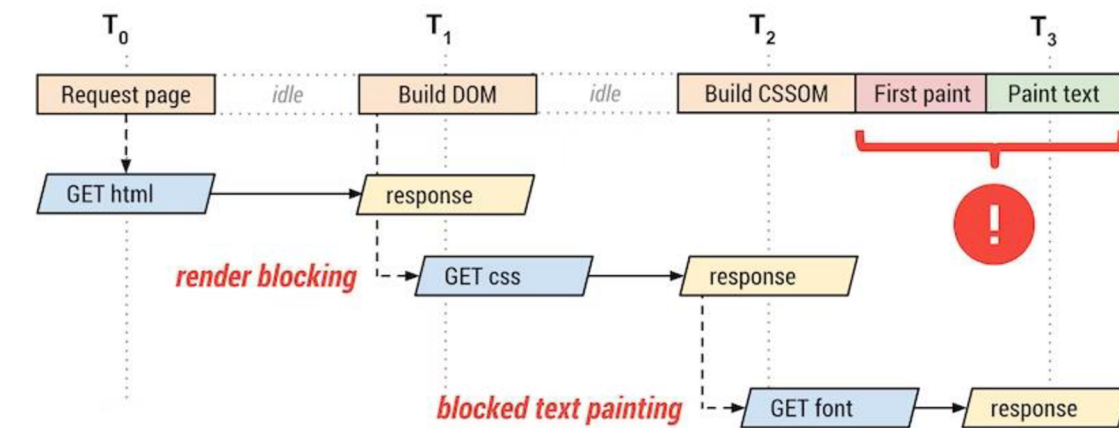 T0 T1 T2 T3
Request page idle Build DOM idle Build CSSOM First paint Paint text
GET html response
!
render blocking GET css response
blocked text painting GET font response